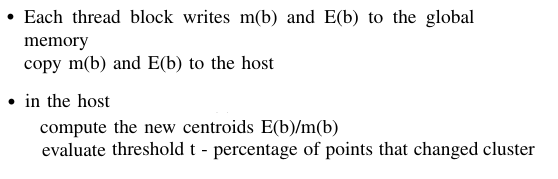 • Each thread block writes m(b) and E(b) to the global
memory
copy m(b) and E(b) to the host
• in the host
compute the new centroids E(b)/m(b)
evaluate threshold t - percentage of points that changed cluster